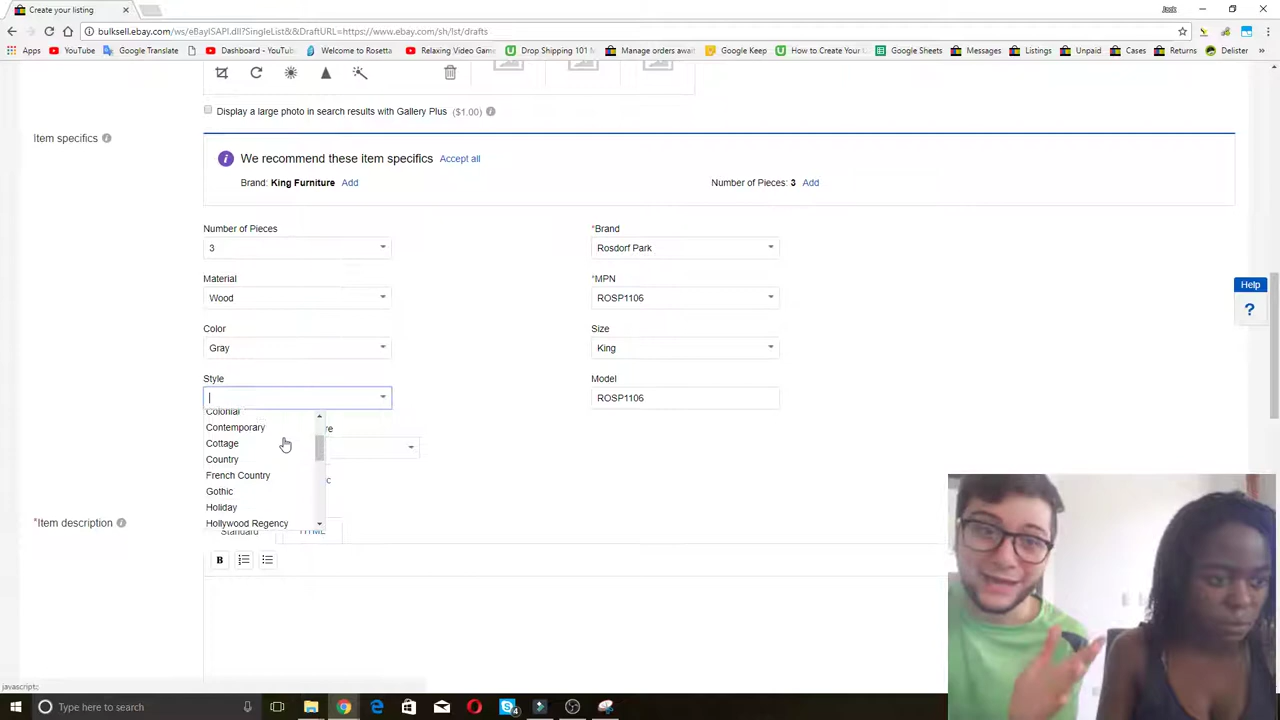 Create your listing
bulksell.ebay.com/ws/eBayISAPI.dll?SingleList&&DraftURL=https://www.ebay.com/sh/lst/drafts
Apps YouTube Google Translate Dashboard - YouTube Welcome to Rosetta Relaxing Video Game Drop Shipping 101 M How to Create Your L Google Keep Manage orders await Google Sheets Messages Listings Unpaid Cases Returns Delister »
Display a large photo in search results with Gallery Plus ($1.00)
Item specifics
We recommend these item specifics Accept all
Brand: King Furniture Add
Number of Pieces: 3 Add
Number of Pieces
*Brand
3
Rosdorf Park
Material
*MPN
Wood
ROSP1106
Color
Size
Gray
King
Style
Model
ROSP1106
Colonial
Contemporary
Cottage
Country
French Country
Gothic
Holiday
Hollywood Regency
re
c
*Item description
Standard
HTML
B
Help
?
javascript:;
Type here to search